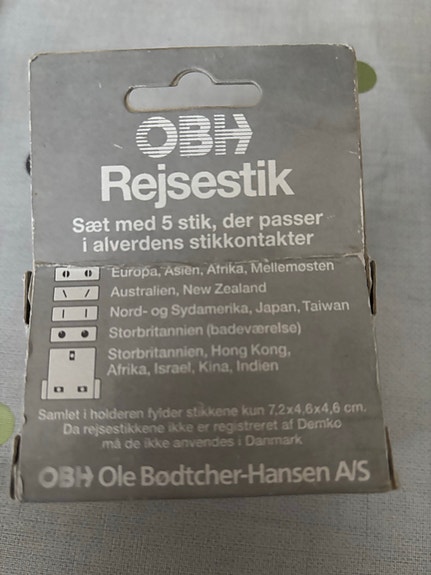 OBH
Rejsestik
Sæt med 5 stik, der passer
i alverdens stikkontakter
Europa, Asien, Afrika, Mellemøsten
Australien, New Zealand
Nord- og Sydamerika, Japan, Taiwan
Storbritannien (badeværelse)
Storbritannien, Hong Kong,
Afrika, Israel, Kina, Indien
Samlet i holderen fylder stikkene kun 7,2x4,6x4,6 cm.
Da rejsestikkene ikke er registreret af Demko
må de ikke anvendes i Danmark
OBH Ole Bødtcher-Hansen A/S